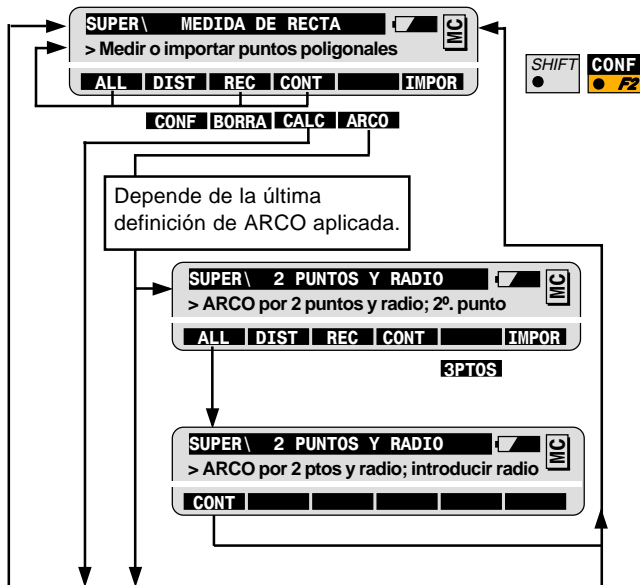 SUPER\ MEDIDA DE RECTA
MC
> Medir o importar puntos poligonales
ALL DIST REC CONT IMPOR
SHIFT CONF
F2
CONF BORRA CALC ARCO
Depende de la última
definición de ARCO aplicada.
SUPER\ 2 PUNTOS Y RADIO
MC
> ARCO por 2 puntos y radio; 2º. punto
ALL DIST REC CONT IMPOR
3PTOS
SUPER\ 2 PUNTOS Y RADIO
MC
> ARCO por 2 ptos y radio; introducir radio
CONT